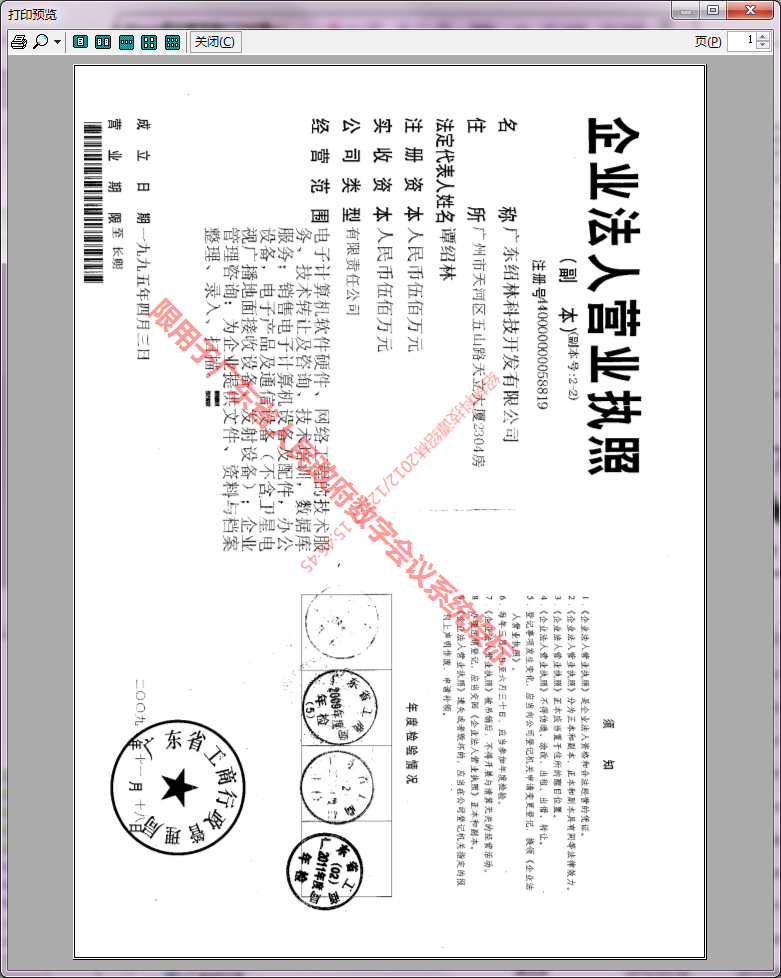 打印预览
关闭(C)
页(P)
1
企业法人营业执照
(副 本)(副本号:2-2)
注册号440000000058819
名 称 广东绍林科技开发有限公司
住 所 广州市天河区五山路天立大厦2304房
法定代表人姓名 谭绍林
注 册 资 本 人民币伍佰万元
实 收 资 本 人民币伍佰万元
公 司 类 型 有限责任公司
经 营 范 围 电子计算机软件硬件、网络工程的技术服
务、技术转让及咨询、技术培训，数据库
服务；销售电子计算机设备及配件，办公
设备，电子产品及通信设备（不含卫星电
视广播地面接收设备、发射设备）；企业
管理咨询；为企业提供文件、资料与档案
整理、录入、扫描。
成 立 日 期 一九九五年四月三日
营 业 期 限 至 长期
须 知
1．《企业法人营业执照》是企业法人资格和合法经营的凭证。
2．《企业法人营业执照》分为正本和副本，正本和副本具有同等法律效力。
3．《企业法人营业执照》正本应当置于住所的醒目位置。
4．《企业法人营业执照》不得伪造、涂改、出租、出借、转让。
5．登记事项发生变化，应当向公司登记机关申请变更登记，换领《企业法
人营业执照》。
6．每年三月一日至六月三十日，应当参加年度检验。
7．《企业法人营业执照》被吊销后，不得开展与清算无关的经营活动。
8．办理注销登记，应当交回《企业法人营业执照》正本和副本。
9．《企业法人营业执照》遗失或者毁坏的，应当在公司登记机关指定的报
刊上声明作废，申请补领。
年度检验情况
东省工商
2009年度
年检
(5)
东省工商
(02)
2011年度
年检
广东省工商行政管理局
二〇〇九年十一月十八日
限用于广东省人民政府数字会议系统投标
绍林科技谭绍林2012/12
15:46:45